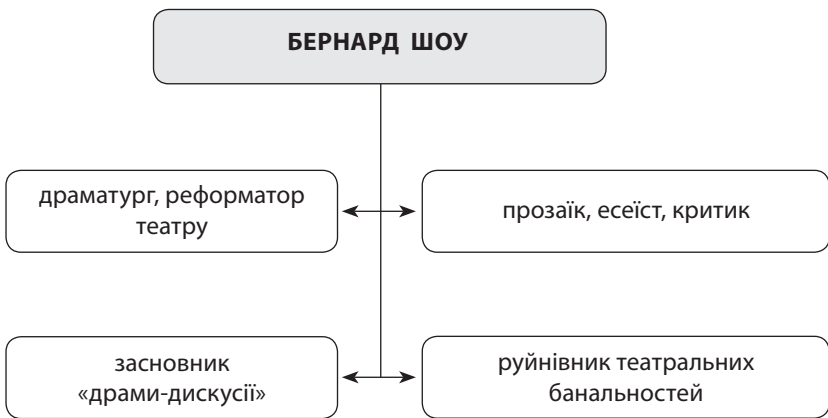 БЕРНАРД ШОУ
драматург, реформатор
театру
прозаїк, есеїст, критик
засновник
«драми-дискусії»
руйнівник театральних
банальностей